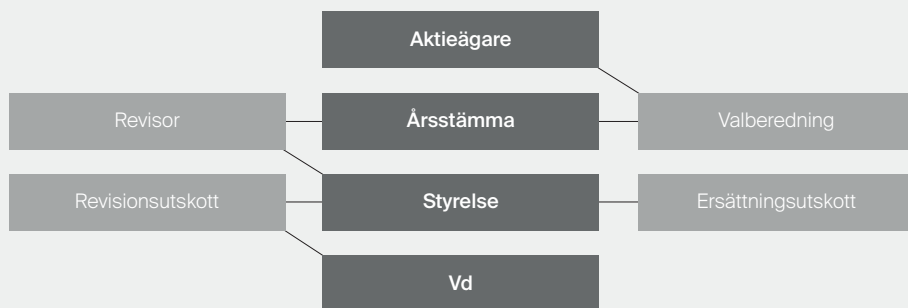 Aktieägare
Revisor
Årsstämma
Valberedning
Revisionsutskott
Styrelse
Ersättningsutskott
Vd